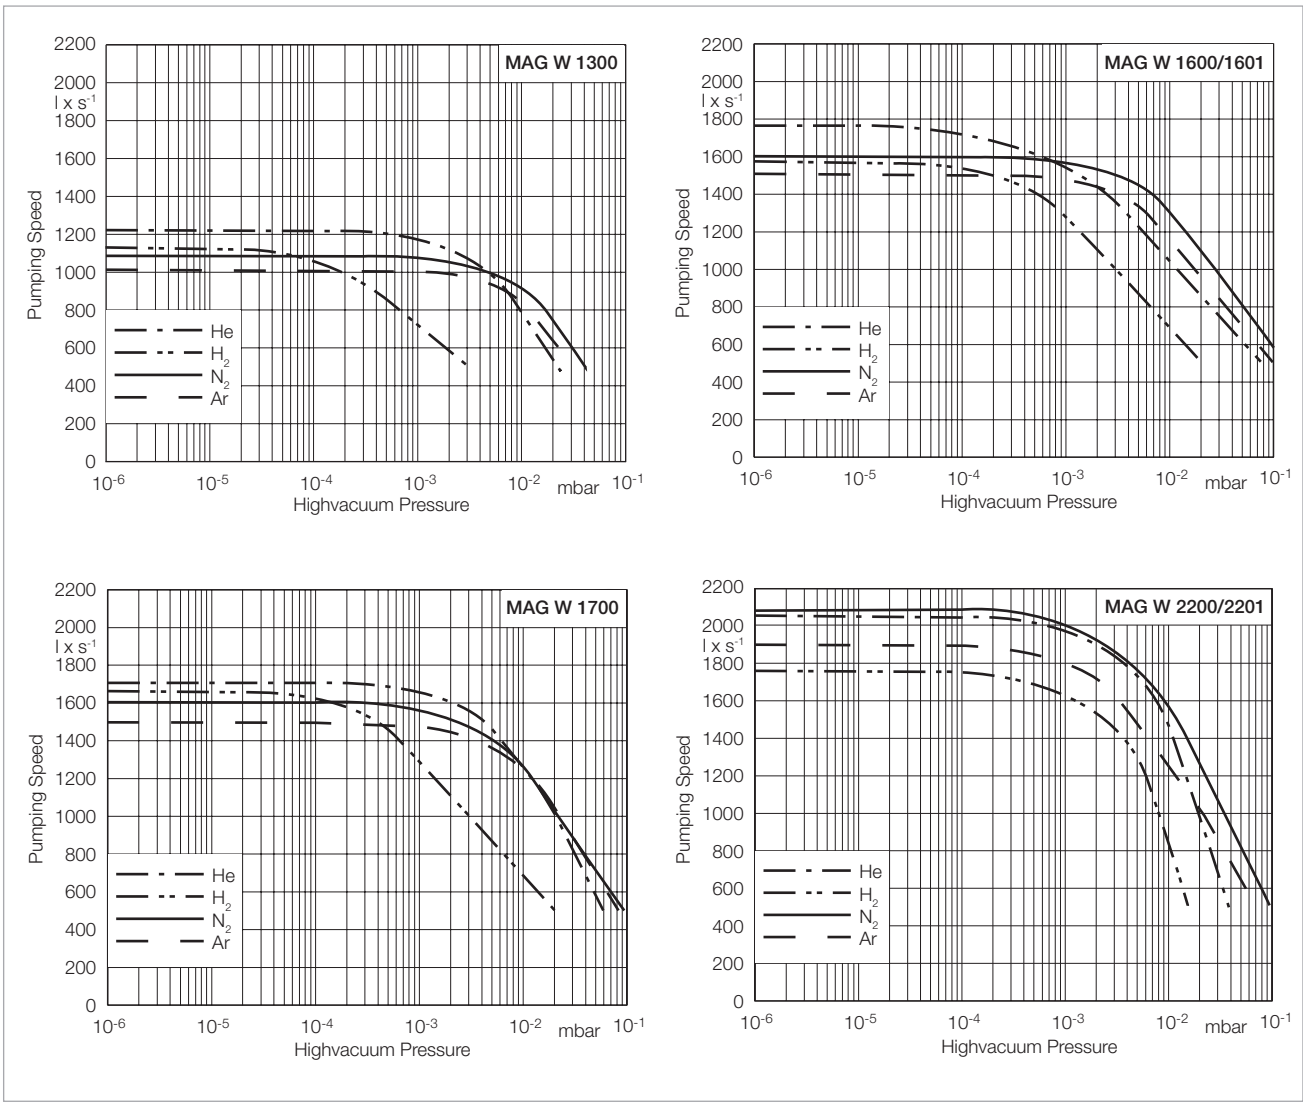 MAG W 1300
2200
2000
l x s⁻¹
1800
1600
1400
1200
1000
800
600
400
200
0
Pumping Speed
He
H₂
N₂
Ar
10⁻⁶ 10⁻⁵ 10⁻⁴ 10⁻³ 10⁻² mbar 10⁻¹
Highvacuum Pressure
MAG W 1600/1601
2200
2000
l x s⁻¹
1800
1600
1400
1200
1000
800
600
400
200
0
Pumping Speed
He
H₂
N₂
Ar
10⁻⁶ 10⁻⁵ 10⁻⁴ 10⁻³ 10⁻² mbar 10⁻¹
Highvacuum Pressure
MAG W 1700
2200
2000
l x s⁻¹
1800
1600
1400
1200
1000
800
600
400
200
0
Pumping Speed
He
H₂
N₂
Ar
10⁻⁶ 10⁻⁵ 10⁻⁴ 10⁻³ 10⁻² mbar 10⁻¹
Highvacuum Pressure
MAG W 2200/2201
2200
2000
l x s⁻¹
1800
1600
1400
1200
1000
800
600
400
200
0
Pumping Speed
He
H₂
N₂
Ar
10⁻⁶ 10⁻⁵ 10⁻⁴ 10⁻³ 10⁻² mbar 10⁻¹
Highvacuum Pressure